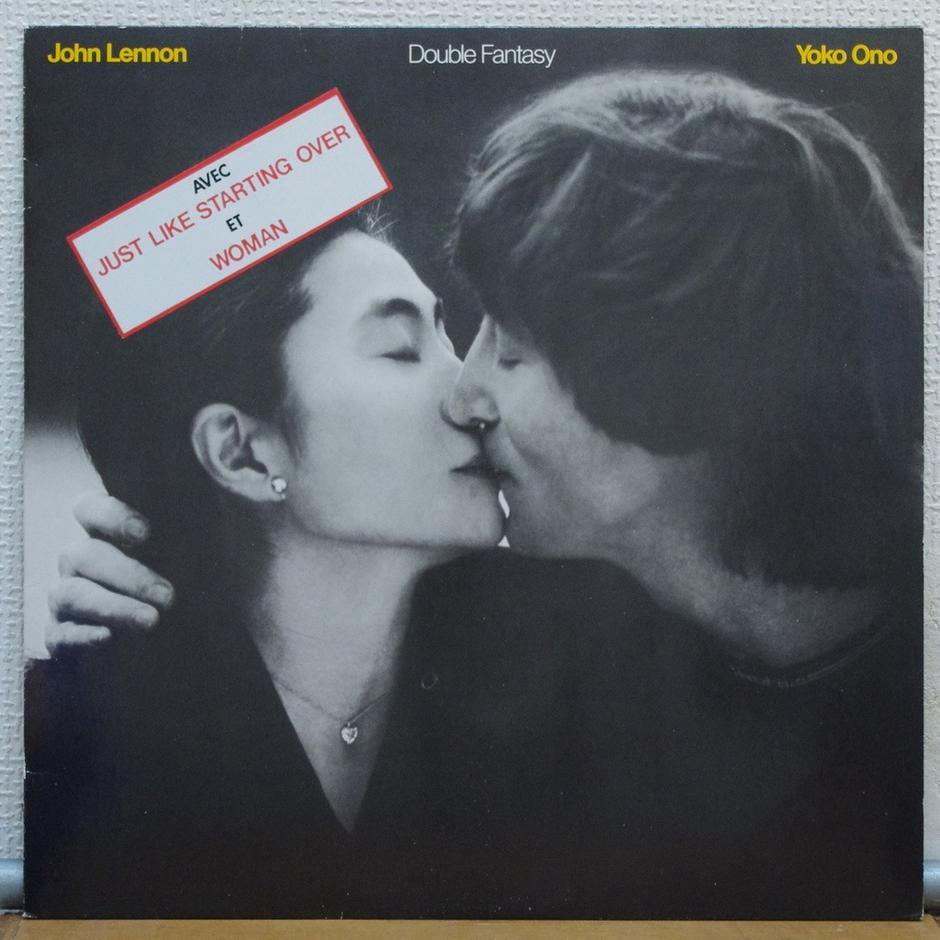 John Lennon Double Fantasy Yoko Ono
AVEC
JUST LIKE STARTING OVER
ET
WOMAN